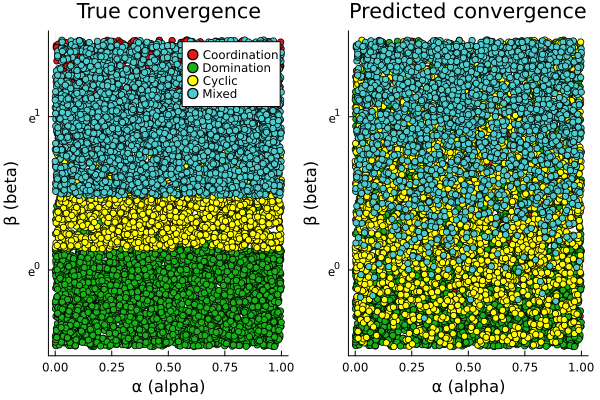 True convergence
Predicted convergence
Coordination
Domination
Cyclic
Mixed
β (beta)
e¹
e⁰
0.00 0.25 0.50 0.75 1.00
α (alpha)
β (beta)
e¹
e⁰
0.00 0.25 0.50 0.75 1.00
α (alpha)